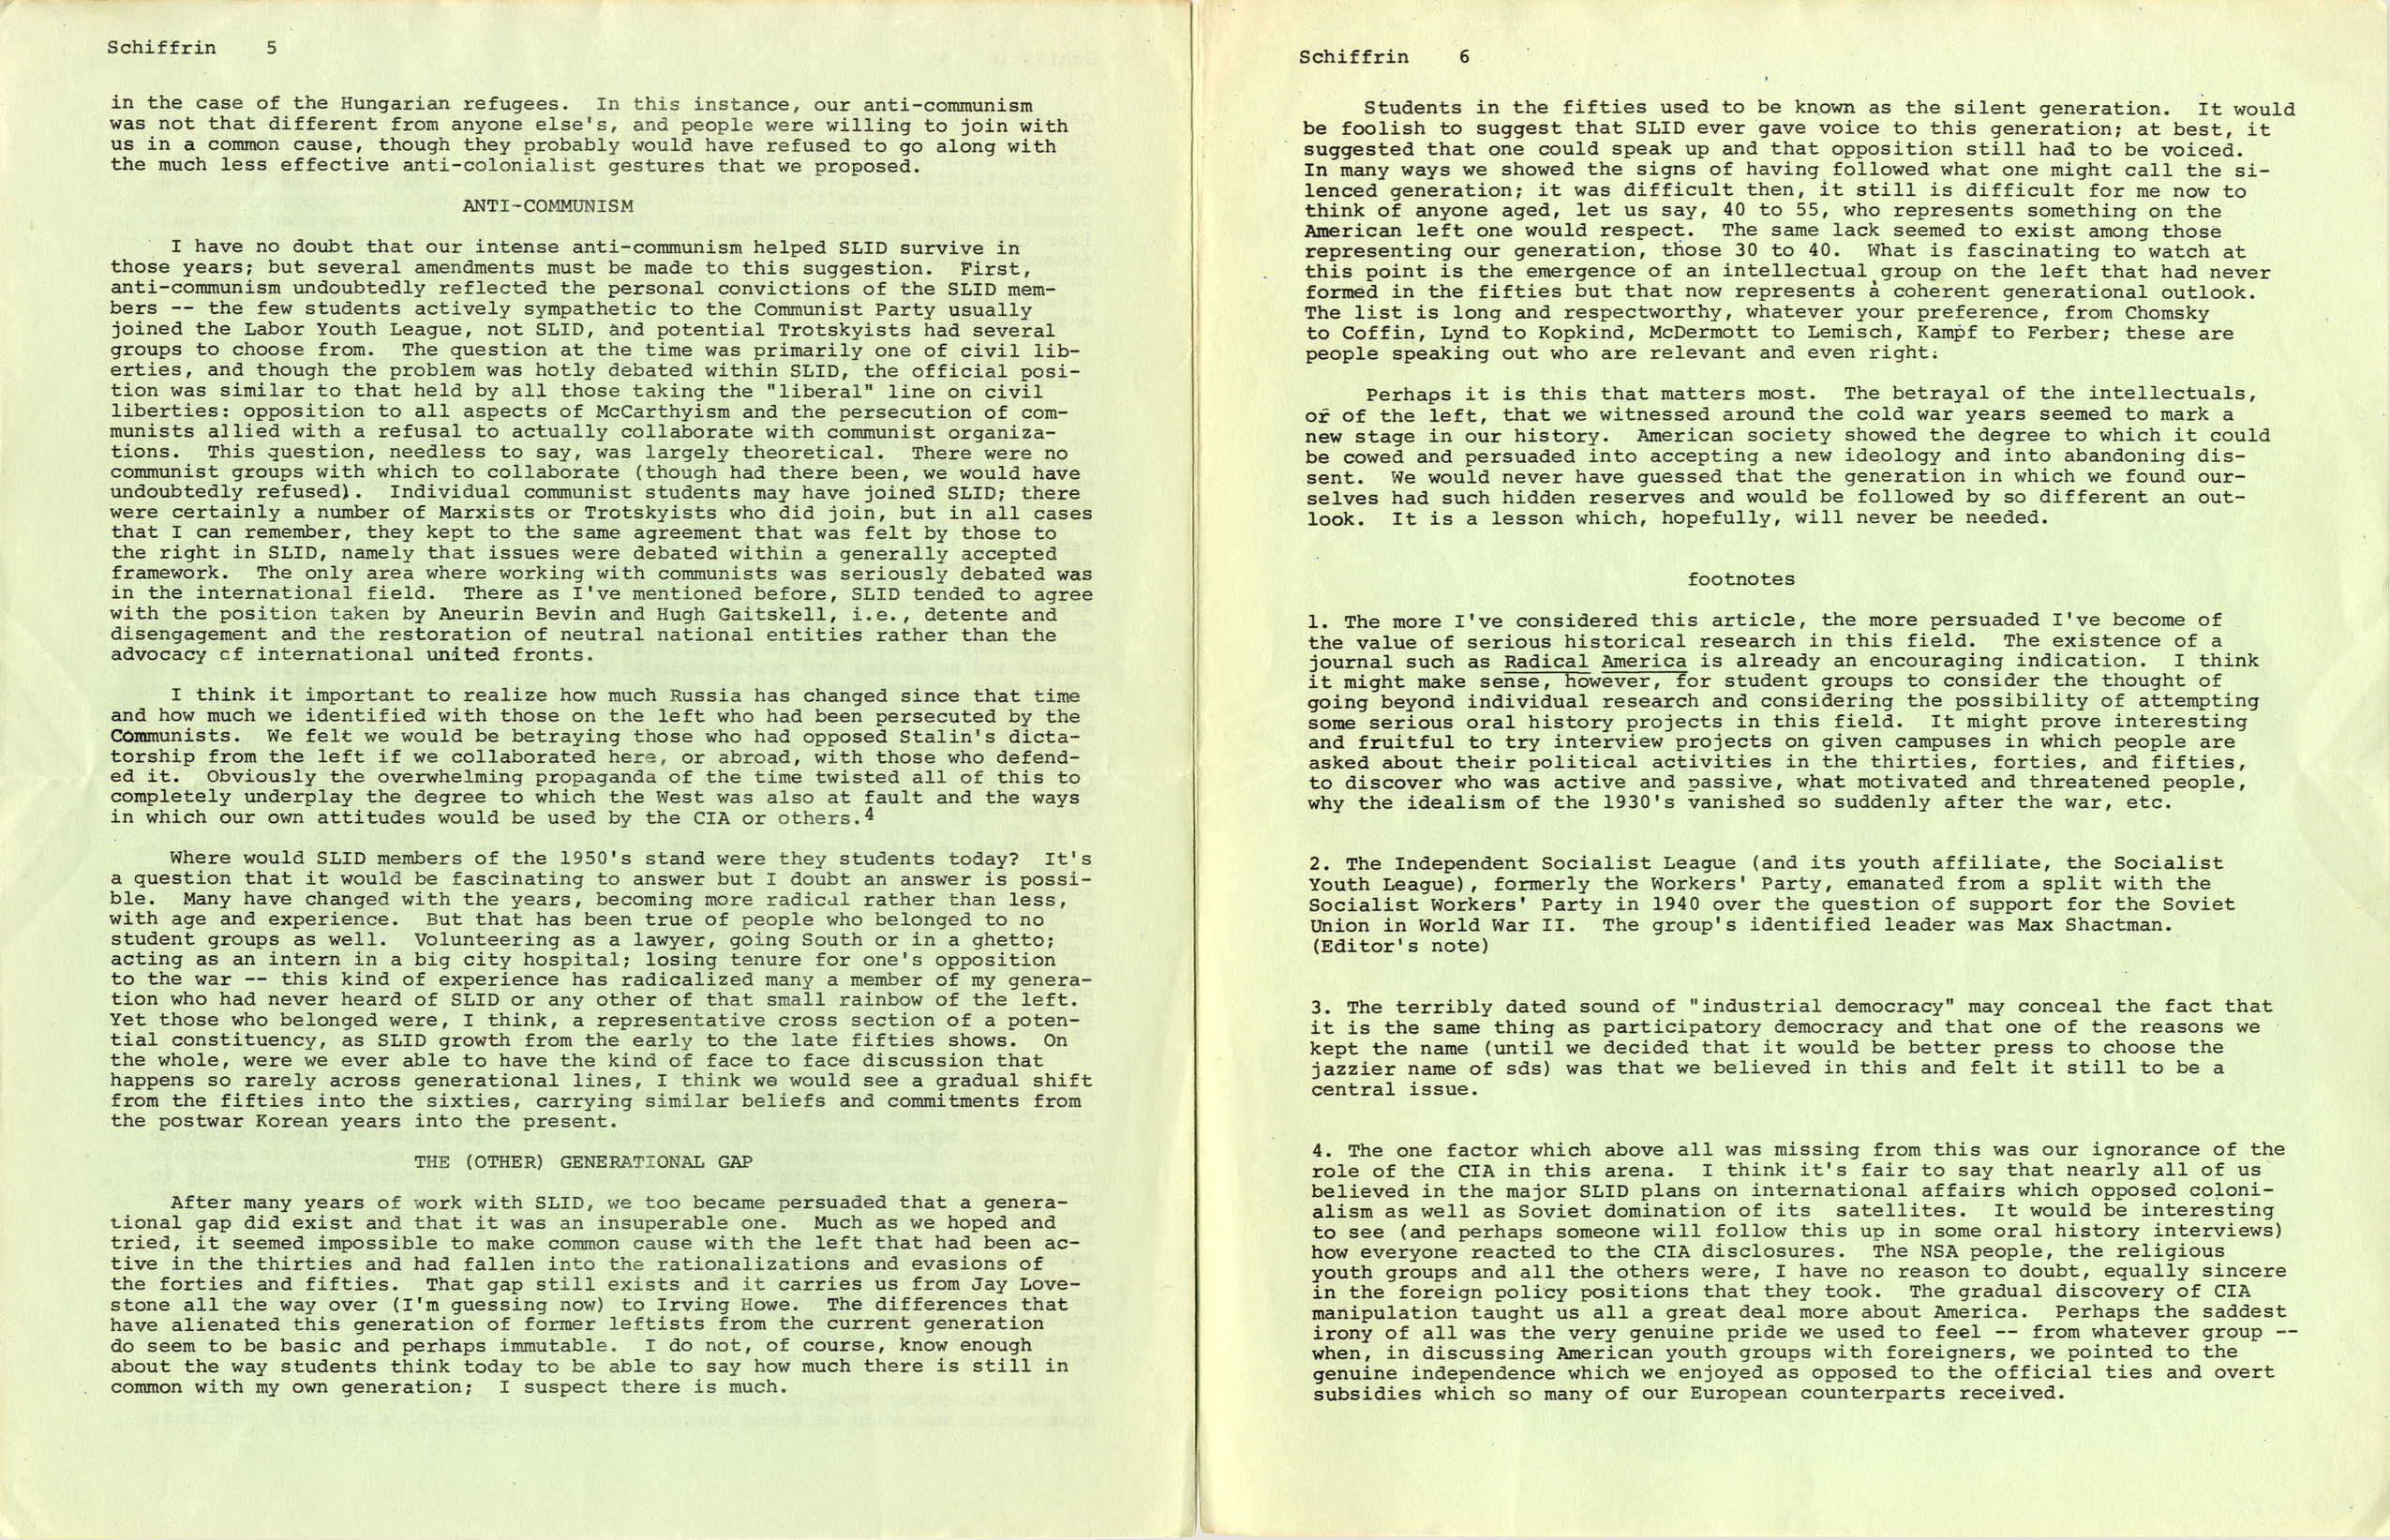 Schiffrin 5
in the case of the Hungarian refugees. In this instance, our anti-communism
was not that different from anyone else's, and people were willing to join with
us in a common cause, though they probably would have refused to go along with
the much less effective anti-colonialist gestures that we proposed.
ANTI-COMMUNISM
I have no doubt that our intense anti-communism helped SLID survive in
those years; but several amendments must be made to this suggestion. First,
anti-communism undoubtedly reflected the personal convictions of the SLID mem-
bers -- the few students actively sympathetic to the Communist Party usually
joined the Labor Youth League, not SLID, and potential Trotskyists had several
groups to choose from. The question at the time was primarily one of civil lib-
erties, and though the problem was hotly debated within SLID, the official posi-
tion was similar to that held by all those taking the "liberal" line on civil
liberties: opposition to all aspects of McCarthyism and the persecution of com-
munists allied with a refusal to actually collaborate with communist organiza-
tions. This question, needless to say, was largely theoretical. There were no
communist groups with which to collaborate (though had there been, we would have
undoubtedly refused). Individual communist students may have joined SLID; there
were certainly a number of Marxists or Trotskyists who did join, but in all cases
that I can remember, they kept to the same agreement that was felt by those to
the right in SLID, namely that issues were debated within a generally accepted
framework. The only area where working with communists was seriously debated was
in the international field. There as I've mentioned before, SLID tended to agree
with the position taken by Aneurin Bevin and Hugh Gaitskell, i.e., detente and
disengagement and the restoration of neutral national entities rather than the
advocacy cf international united fronts.
I think it important to realize how much Russia has changed since that time
and how much we identified with those on the left who had been persecuted by the
Communists. We felt we would be betraying those who had opposed Stalin's dicta-
torship from the left if we collaborated here, or abroad, with those who defend-
ed it. Obviously the overwhelming propaganda of the time twisted all of this to
completely underplay the degree to which the West was also at fault and the ways
in which our own attitudes would be used by the CIA or others.4
Where would SLID members of the 1950's stand were they students today? It's
a question that it would be fascinating to answer but I doubt an answer is possi-
ble. Many have changed with the years, becoming more radical rather than less,
with age and experience. But that has been true of people who belonged to no
student groups as well. Volunteering as a lawyer, going South or in a ghetto;
acting as an intern in a big city hospital; losing tenure for one's opposition
to the war -- this kind of experience has radicalized many a member of my genera-
tion who had never heard of SLID or any other of that small rainbow of the left.
Yet those who belonged were, I think, a representative cross section of a poten-
tial constituency, as SLID growth from the early to the late fifties shows. On
the whole, were we ever able to have the kind of face to face discussion that
happens so rarely across generational lines, I think we would see a gradual shift
from the fifties into the sixties, carrying similar beliefs and commitments from
the postwar Korean years into the present.
THE (OTHER) GENERATIONAL GAP
After many years of work with SLID, we too became persuaded that a genera-
tional gap did exist and that it was an insuperable one. Much as we hoped and
tried, it seemed impossible to make common cause with the left that had been ac-
tive in the thirties and had fallen into the rationalizations and evasions of
the forties and fifties. That gap still exists and it carries us from Jay Love-
stone all the way over (I'm guessing now) to Irving Howe. The differences that
have alienated this generation of former leftists from the current generation
do seem to be basic and perhaps immutable. I do not, of course, know enough
about the way students think today to be able to say how much there is still in
common with my own generation; I suspect there is much.
Schiffrin 6
Students in the fifties used to be known as the silent generation. It would
be foolish to suggest that SLID ever gave voice to this generation; at best, it
suggested that one could speak up and that opposition still had to be voiced.
In many ways we showed the signs of having followed what one might call the si-
lenced generation; it was difficult then, it still is difficult for me now to
think of anyone aged, let us say, 40 to 55, who represents something on the
American left one would respect. The same lack seemed to exist among those
representing our generation, those 30 to 40. What is fascinating to watch at
this point is the emergence of an intellectual group on the left that had never
formed in the fifties but that now represents a coherent generational outlook.
The list is long and respectworthy, whatever your preference, from Chomsky
to Coffin, Lynd to Kopkind, McDermott to Lemisch, Kampf to Ferber; these are
people speaking out who are relevant and even right.
Perhaps it is this that matters most. The betrayal of the intellectuals,
or of the left, that we witnessed around the cold war years seemed to mark a
new stage in our history. American society showed the degree to which it could
be cowed and persuaded into accepting a new ideology and into abandoning dis-
sent. We would never have guessed that the generation in which we found our-
selves had such hidden reserves and would be followed by so different an out-
look. It is a lesson which, hopefully, will never be needed.
footnotes
1. The more I've considered this article, the more persuaded I've become of
the value of serious historical research in this field. The existence of a
journal such as Radical America is already an encouraging indication. I think
it might make sense, however, for student groups to consider the thought of
going beyond individual research and considering the possibility of attempting
some serious oral history projects in this field. It might prove interesting
and fruitful to try interview projects on given campuses in which people are
asked about their political activities in the thirties, forties, and fifties,
to discover who was active and passive, what motivated and threatened people,
why the idealism of the 1930's vanished so suddenly after the war, etc.
2. The Independent Socialist League (and its youth affiliate, the Socialist
Youth League), formerly the Workers' Party, emanated from a split with the
Socialist Workers' Party in 1940 over the question of support for the Soviet
Union in World War II. The group's identified leader was Max Shactman.
(Editor's note)
3. The terribly dated sound of "industrial democracy" may conceal the fact that
it is the same thing as participatory democracy and that one of the reasons we
kept the name (until we decided that it would be better press to choose the
jazzier name of sds) was that we believed in this and felt it still to be a
central issue.
4. The one factor which above all was missing from this was our ignorance of the
role of the CIA in this arena. I think it's fair to say that nearly all of us
believed in the major SLID plans on international affairs which opposed coloni-
alism as well as Soviet domination of its satellites. It would be interesting
to see (and perhaps someone will follow this up in some oral history interviews)
how everyone reacted to the CIA disclosures. The NSA people, the religious
youth groups and all the others were, I have no reason to doubt, equally sincere
in the foreign policy positions that they took. The gradual discovery of CIA
manipulation taught us all a great deal more about America. Perhaps the saddest
irony of all was the very genuine pride we used to feel -- from whatever group --
when, in discussing American youth groups with foreigners, we pointed to the
genuine independence which we enjoyed as opposed to the official ties and overt
subsidies which so many of our European counterparts received.